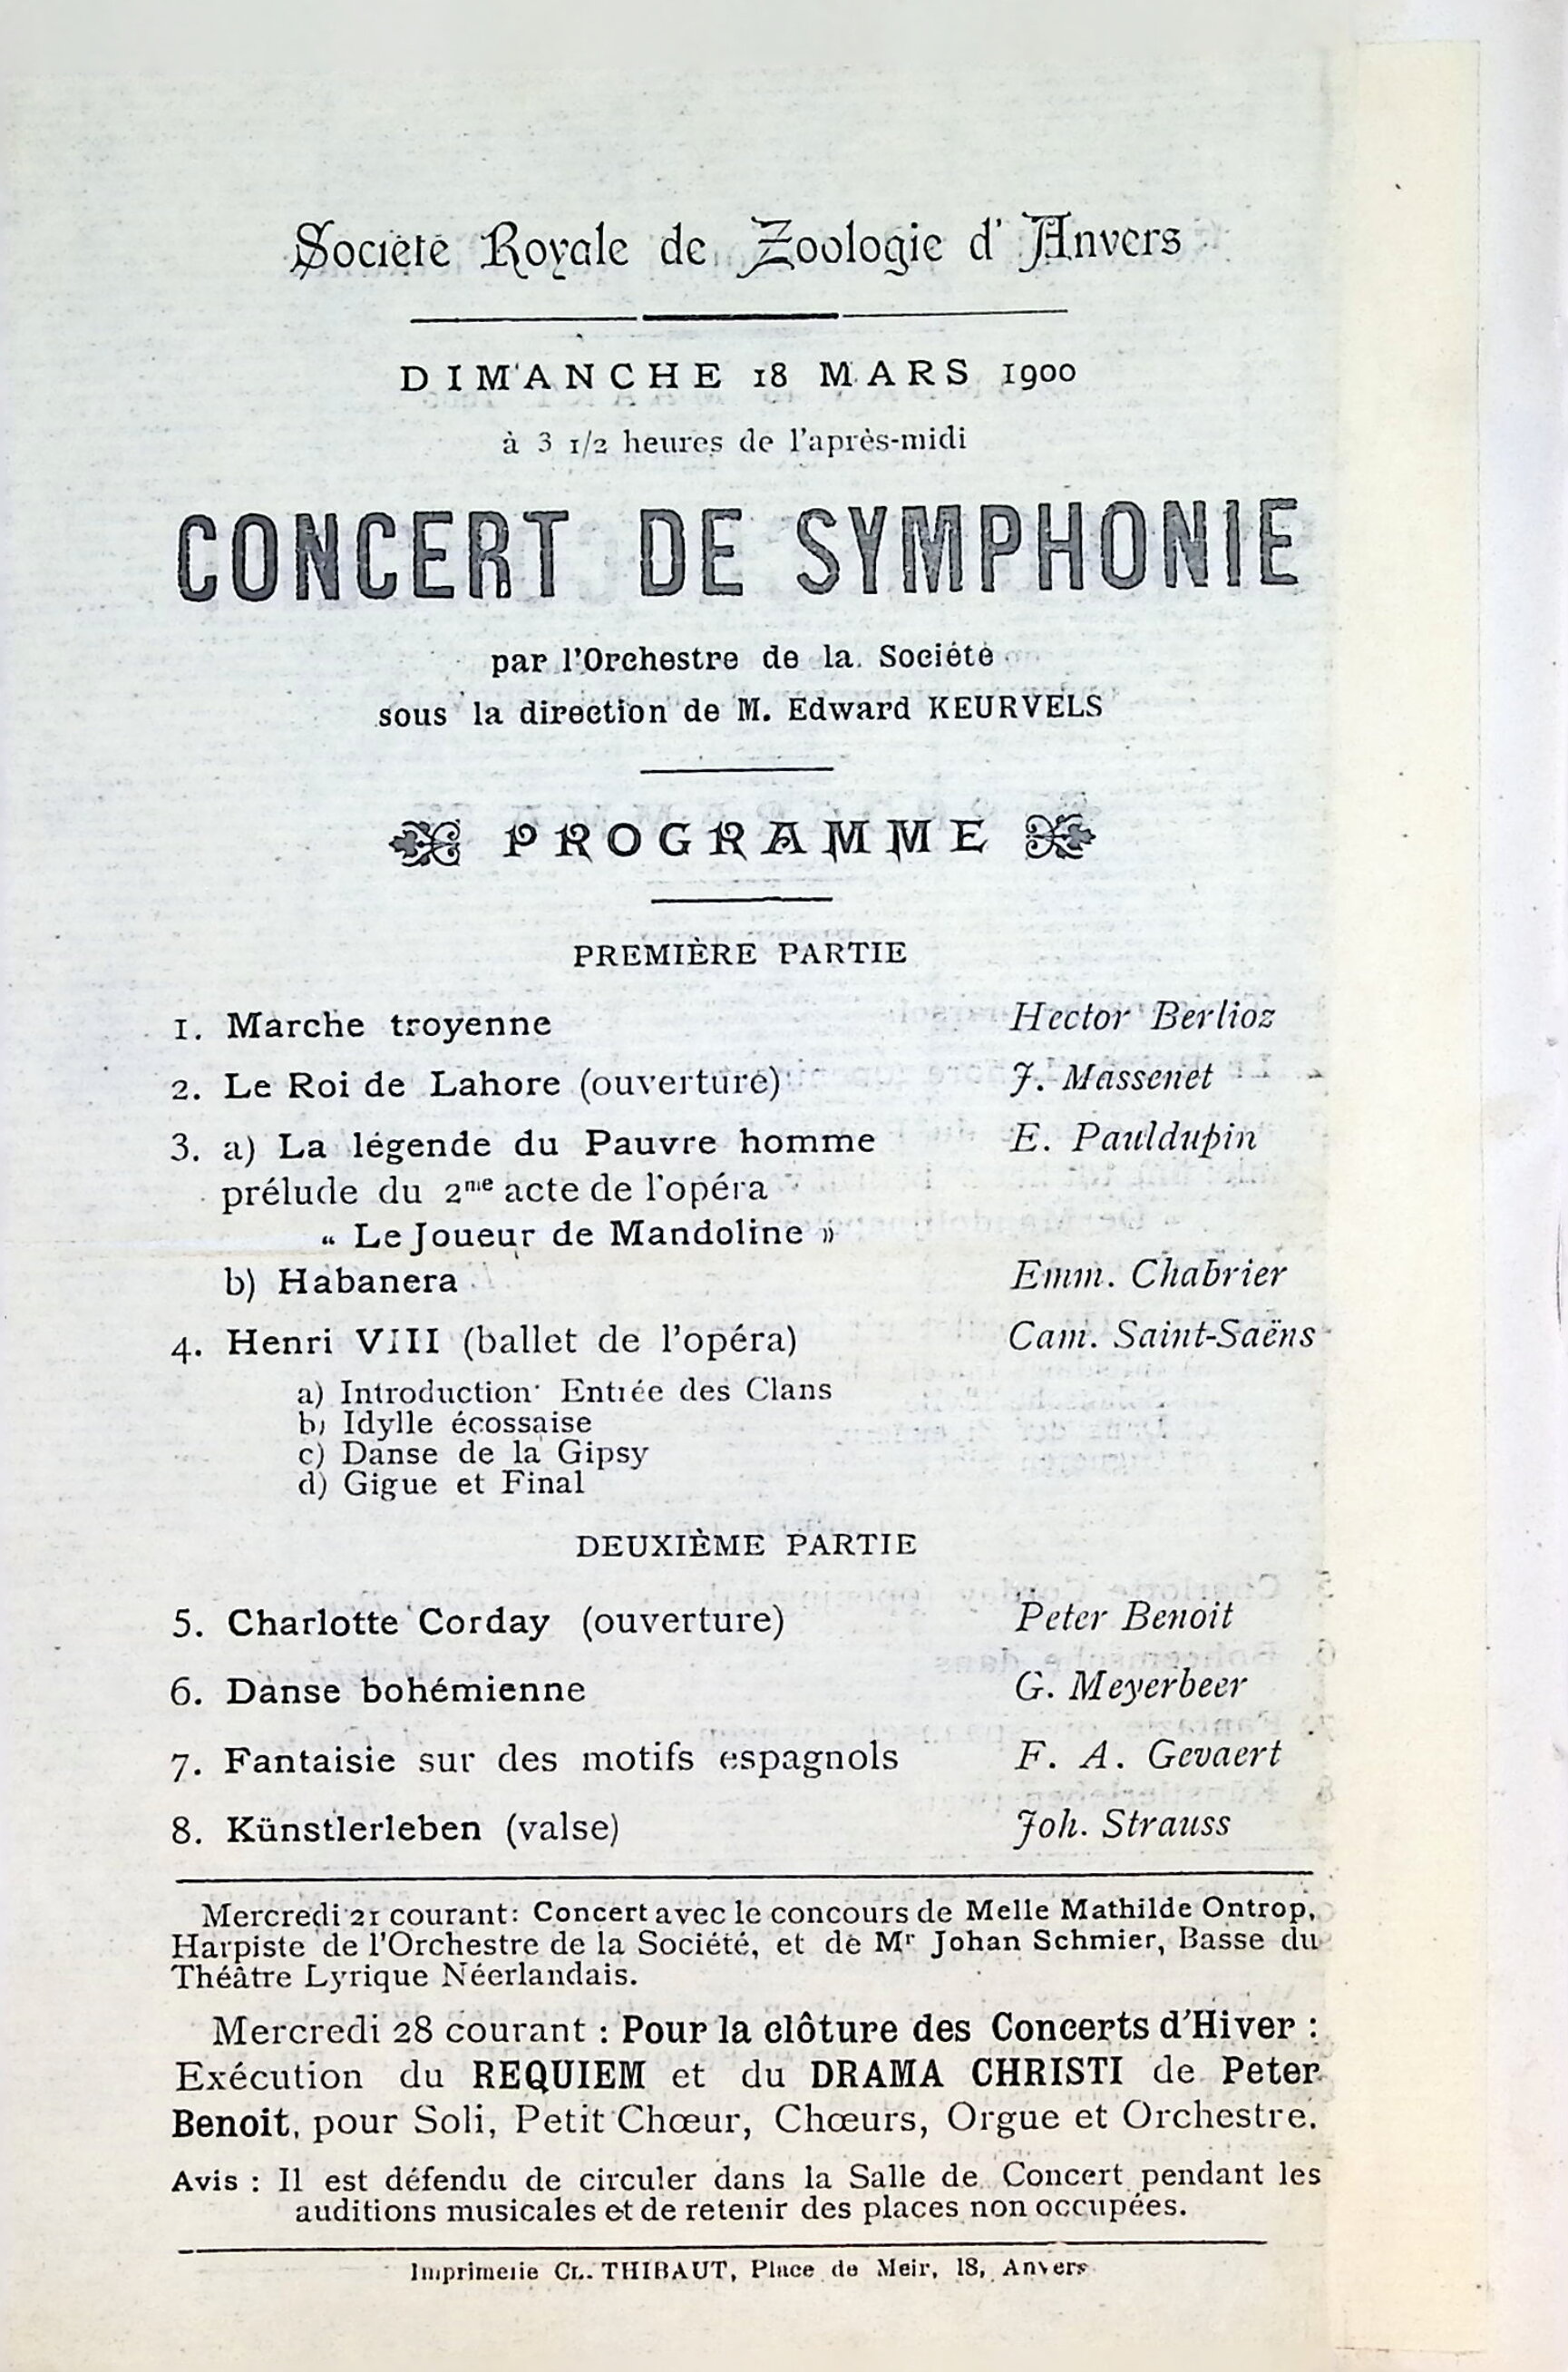 Société Royale de Zoologie d'Anvers
DIMANCHE 18 MARS 1900
à 3 1/2 heures de l'après-midi
CONCERT DE SYMPHONIE
par l'Orchestre de la Société
sous la direction de M. Edward KEURVELS
PROGRAMME
PREMIÈRE PARTIE
1. Marche troyenne Hector Berlioz
2. Le Roi de Lahore (ouverture) J. Massenet
3. a) La légende du Pauvre homme E. Pauldupin
prélude du 2me acte de l'opéra
« Le Joueur de Mandoline »
b) Habanera Emm. Chabrier
4. Henri VIII (ballet de l'opéra) Cam. Saint-Saëns
a) Introduction Entrée des Clans
b) Idylle écossaise
c) Danse de la Gipsy
d) Gigue et Final
DEUXIÈME PARTIE
5. Charlotte Corday (ouverture) Peter Benoit
6. Danse bohémienne G. Meyerbeer
7. Fantaisie sur des motifs espagnols F. A. Gevaert
8. Künstlerleben (valse) Joh. Strauss
Mercredi 21 courant: Concert avec le concours de Melle Mathilde Ontrop,
Harpiste de l'Orchestre de la Société, et de Mr Johan Schmier, Basse du
Théâtre Lyrique Néerlandais.
Mercredi 28 courant : Pour la clôture des Concerts d'Hiver :
Exécution du REQUIEM et du DRAMA CHRISTI de Peter
Benoit, pour Soli, Petit Chœur, Chœurs, Orgue et Orchestre.
Avis : Il est défendu de circuler dans la Salle de Concert pendant les
auditions musicales et de retenir des places non occupées.
Imprimerie CL. THIBAUT, Place de Meir, 18, Anvers